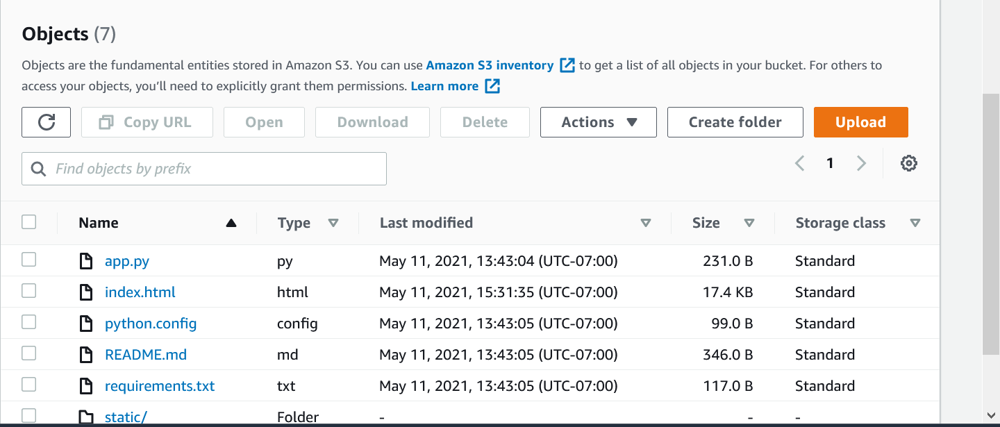 Objects (7)
Objects are the fundamental entities stored in Amazon S3. You can use Amazon S3 inventory to get a list of all objects in your bucket. For others to
access your objects, you'll need to explicitly grant them permissions. Learn more
Copy URL Open Download Delete Actions Create folder Upload
Find objects by prefix 1
Name Type Last modified Size Storage class
app.py py May 11, 2021, 13:43:04 (UTC-07:00) 231.0 B Standard
index.html html May 11, 2021, 15:31:35 (UTC-07:00) 17.4 KB Standard
python.config config May 11, 2021, 13:43:05 (UTC-07:00) 99.0 B Standard
README.md md May 11, 2021, 13:43:05 (UTC-07:00) 346.0 B Standard
requirements.txt txt May 11, 2021, 13:43:05 (UTC-07:00) 117.0 B Standard
static/ Folder - - -